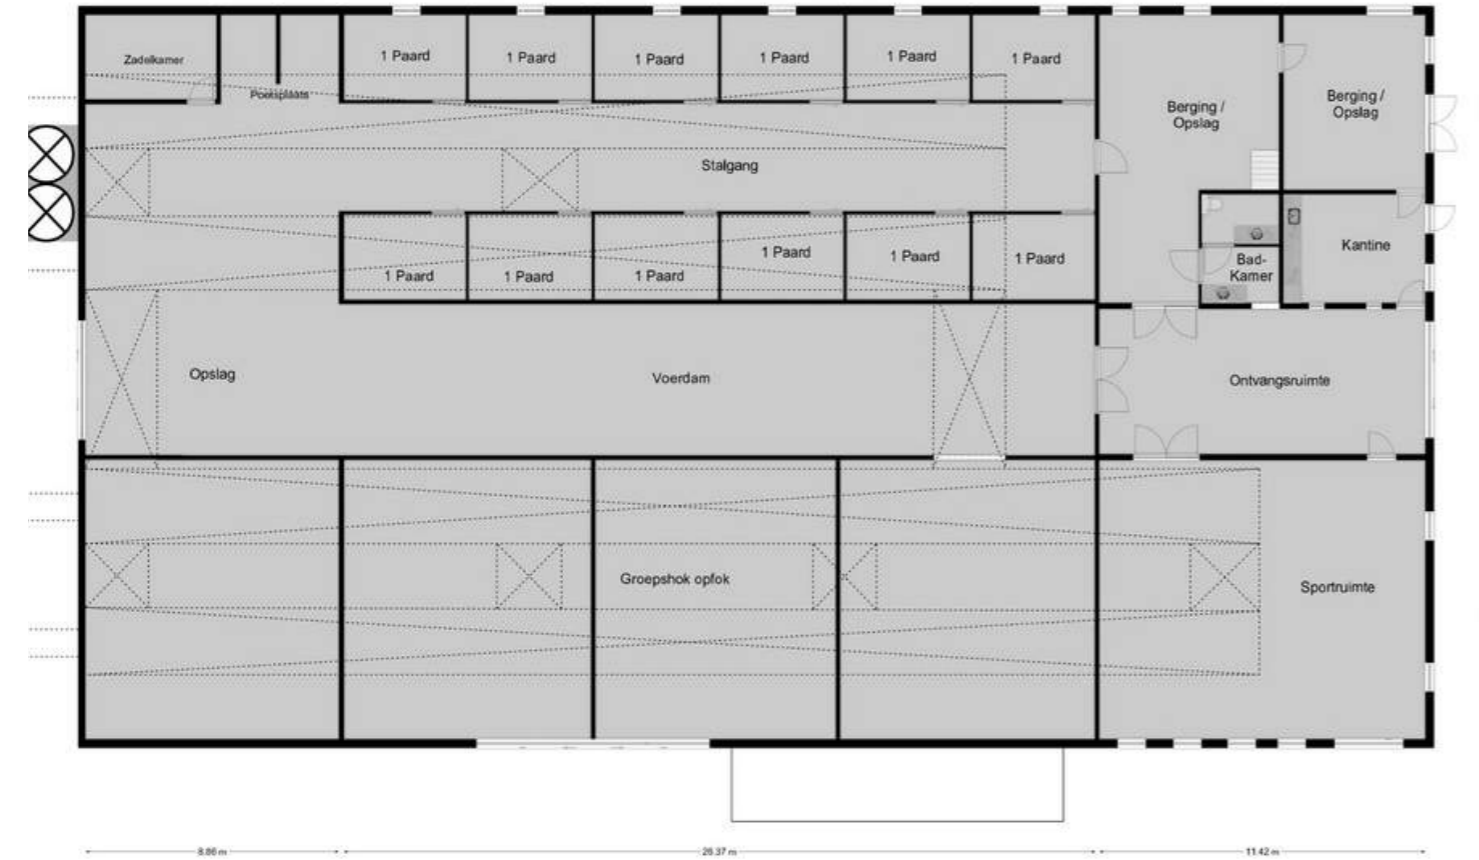 Zadelkamer
Poetsplaats
1 Paard
1 Paard
1 Paard
1 Paard
1 Paard
1 Paard
Berging /
Opslag
Berging /
Opslag
Stalgang
1 Paard
1 Paard
1 Paard
1 Paard
1 Paard
1 Paard
Bad-
Kamer
Kantine
Opslag
Voerdam
Ontvangsruimte
Groepshok opfok
Sportruimte
8.86 m
26.37 m
11.42 m